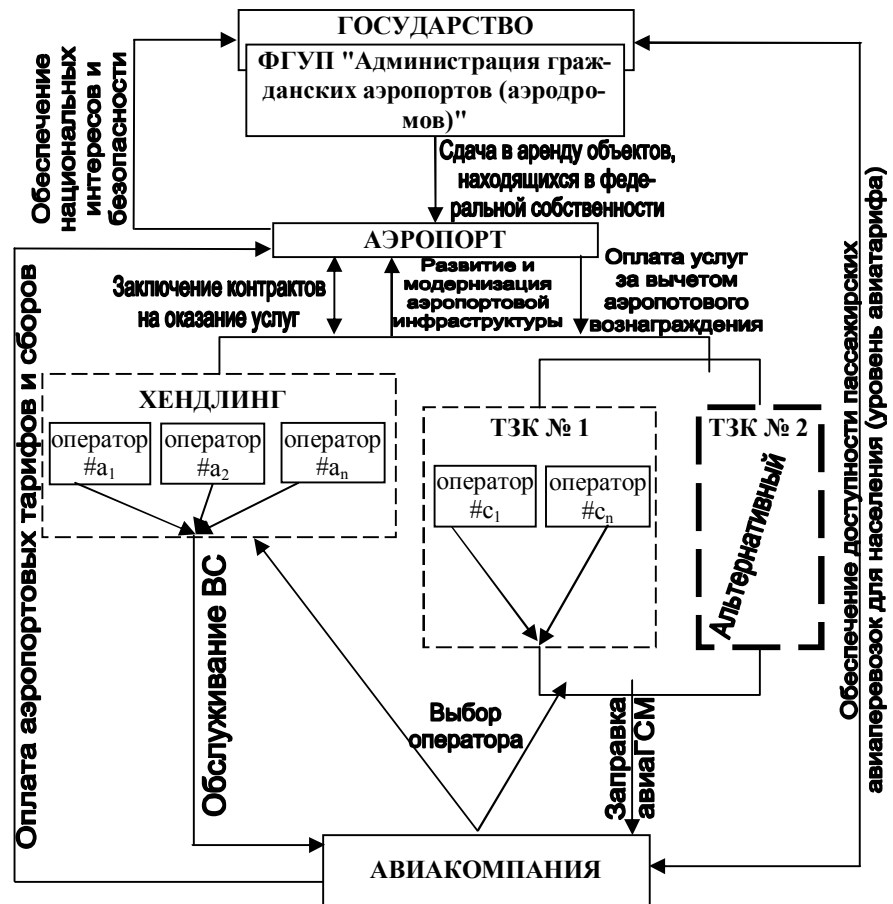 ГОСУДАРСТВО
ФГУП "Администрация граж-
данских аэропортов (аэродро-
мов)"
Обеспечение
национальных
интересов и
безопасности
Сдача в аренду объектов,
находящихся в феде-
ральной собственности
АЭРОПОРТ
Заключение контрактов
на оказание услуг
Развитие и
модернизация
аэропортовой
инфраструктуры
Оплата услуг
за вычетом
аэропотового
вознаграждения
ХЕНДЛИНГ
оператор
#a1
оператор
#a2
оператор
#an
ТЗК № 1
оператор
#c1
оператор
#cn
ТЗК № 2
Альтернативный
Оплата аэропортовых тарифов и сборов
Обслуживание ВС
Выбор
оператора
Заправка
авиаГСМ
Обеспечение доступности пассажирских
авиаперевозок для населения (уровень авиатарифа)
АВИАКОМПАНИЯ